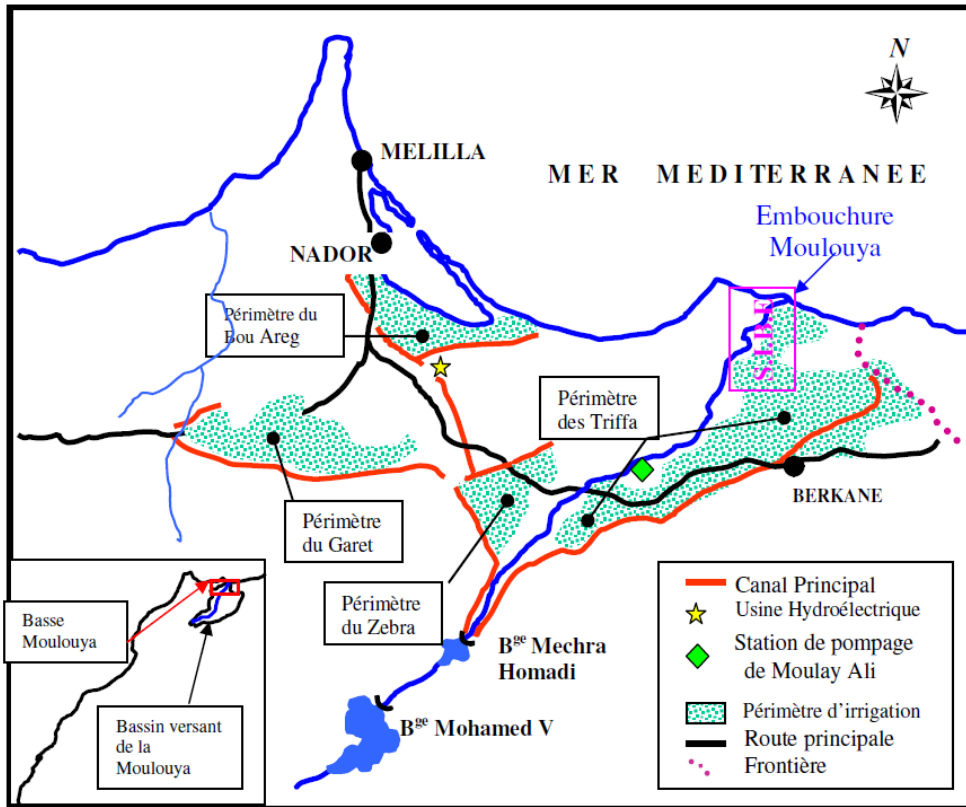 N
MELILLA
MER MEDITERRANEE
Embouchure
Moulouya
NADOR
SITE
Périmètre du
Bou Areg
Périmètre
des Triffa
BERKANE
Périmètre
du Garet
Périmètre
du Zebra
Bge Mechra
Homadi
Bge Mohamed V
Basse
Moulouya
Bassin versant
de la
Moulouya
Canal Principal
Usine Hydroélectrique
Station de pompage
de Moulay Ali
Périmètre d'irrigation
Route principale
Frontière